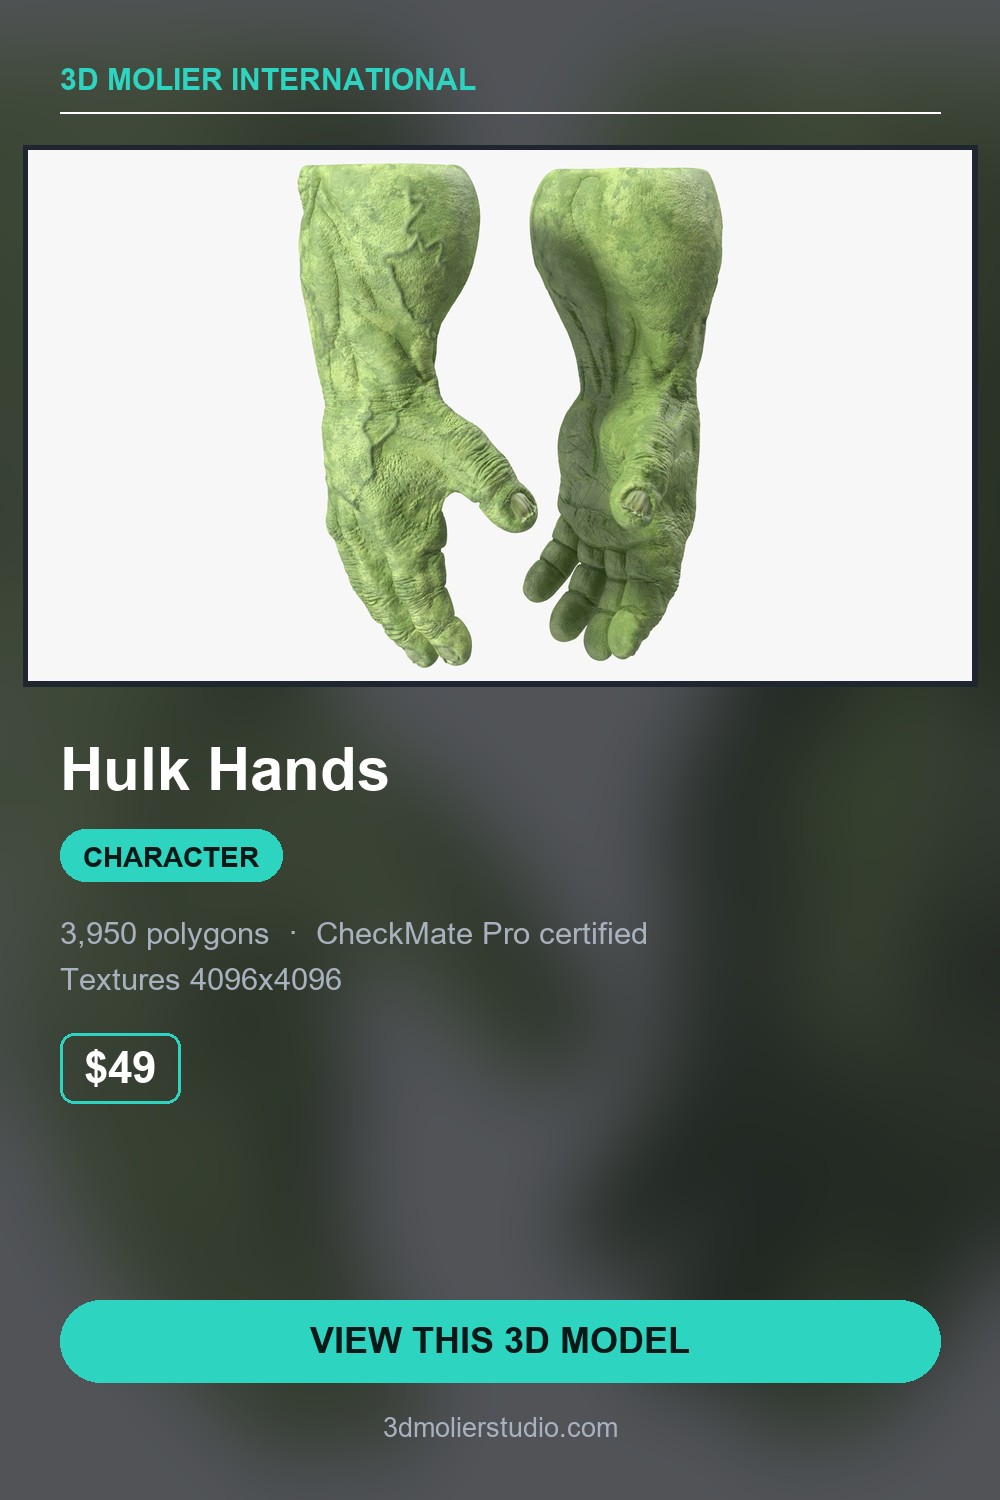 3D MOLIER INTERNATIONAL
Hulk Hands
CHARACTER
3,950 polygons · CheckMate Pro certified
Textures 4096x4096
$49
VIEW THIS 3D MODEL
3dmolierstudio.com